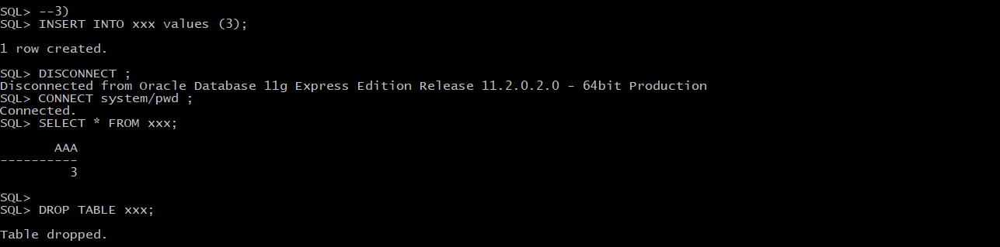 SQL> --3)
SQL> INSERT INTO xxx values (3);
1 row created.
SQL> DISCONNECT ;
Disconnected from Oracle Database 11g Express Edition Release 11.2.0.2.0 - 64bit Production
SQL> CONNECT system/pwd ;
Connected.
SQL> SELECT * FROM xxx;
AAA
----------
3
SQL>
SQL> DROP TABLE xxx;
Table dropped.